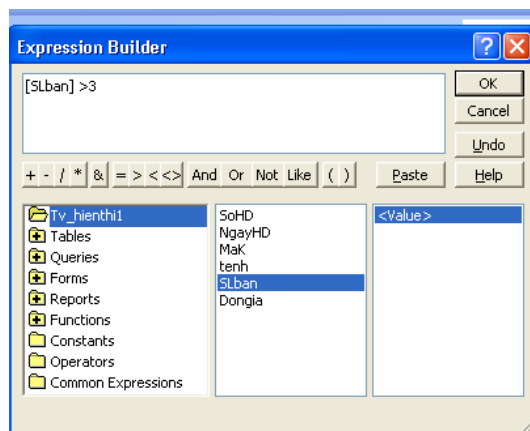 Expression Builder
[SLban] >3
OK
Cancel
Undo
+ - / * & = > < <> And Or Not Like ( ) Paste Help
Tv_hienthi1
Tables
Queries
Forms
Reports
Functions
Constants
Operators
Common Expressions
SoHD
NgayHD
MaK
tenh
SLban
Dongia
<Value>